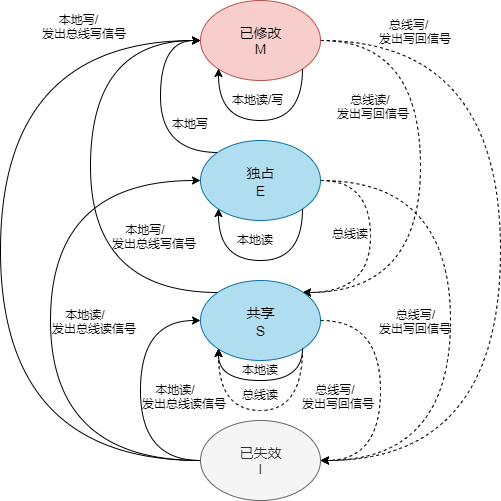 本地写/
发出总线写信号
已修改
M
总线写/
发出写回信号
本地读/写
总线读/
发出写回信号
本地写
独占
E
本地写/
发出总线写信号
本地读
总线读
共享
S
本地读/
发出总线读信号
总线写/
发出写回信号
本地读
总线读
本地读/
发出总线读信号
总线写/
发出写回信号
已失效
I